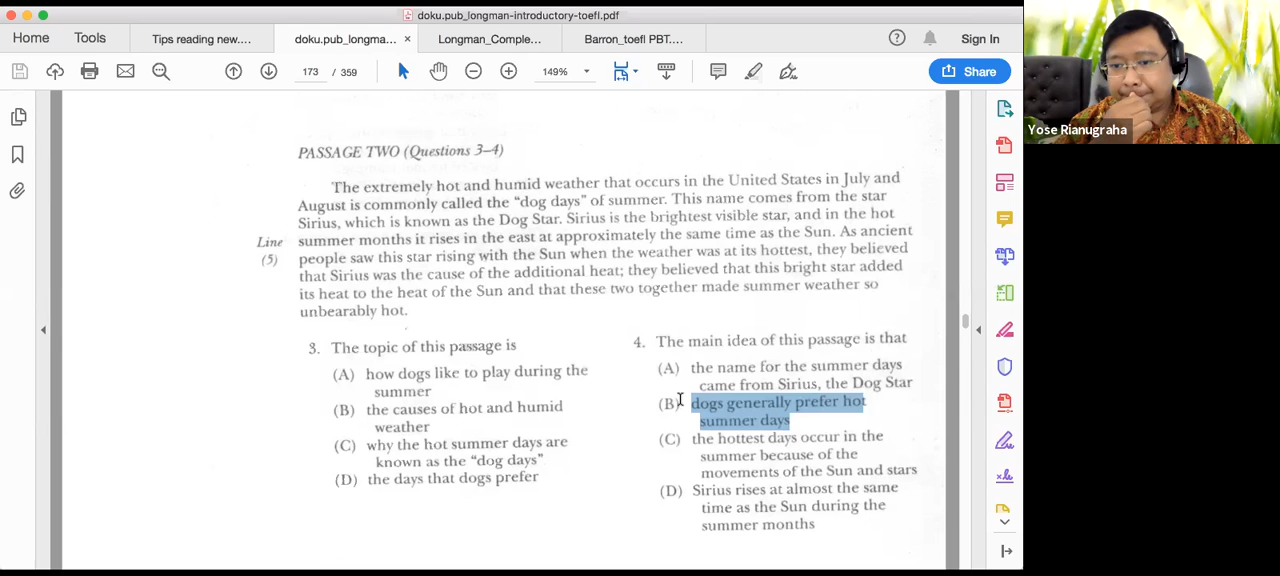 doku.pub_longman-introductory-toefl.pdf
Home
Tools
Tips reading new....
doku.pub_longma...
×
Longman_Comple...
Barron_toefl PBT....
Sign In
173 / 359
149%
Share
Yose Rianugraha
PASSAGE TWO (Questions 3–4)
The extremely hot and humid weather that occurs in the United States in July and
August is commonly called the “dog days” of summer. This name comes from the star
Sirius, which is known as the Dog Star. Sirius is the brightest visible star, and in the hot
Line summer months it rises in the east at approximately the same time as the Sun. As ancient
(5) people saw this star rising with the Sun when the weather was at its hottest, they believed
that Sirius was the cause of the additional heat; they believed that this bright star added
its heat to the heat of the Sun and that these two together made summer weather so
unbearably hot.
3. The topic of this passage is
(A) how dogs like to play during the
summer
(B) the causes of hot and humid
weather
(C) why the hot summer days are
known as the “dog days”
(D) the days that dogs prefer
4. The main idea of this passage is that
(A) the name for the summer days
came from Sirius, the Dog Star
(B) dogs generally prefer hot
summer days
(C) the hottest days occur in the
summer because of the
movements of the Sun and stars
(D) Sirius rises at almost the same
time as the Sun during the
summer months